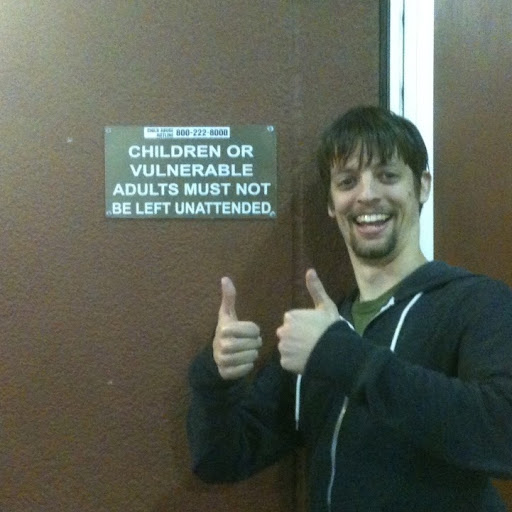 800-222-8000
CHILDREN OR
VULNERABLE
ADULTS MUST NOT
BE LEFT UNATTENDED